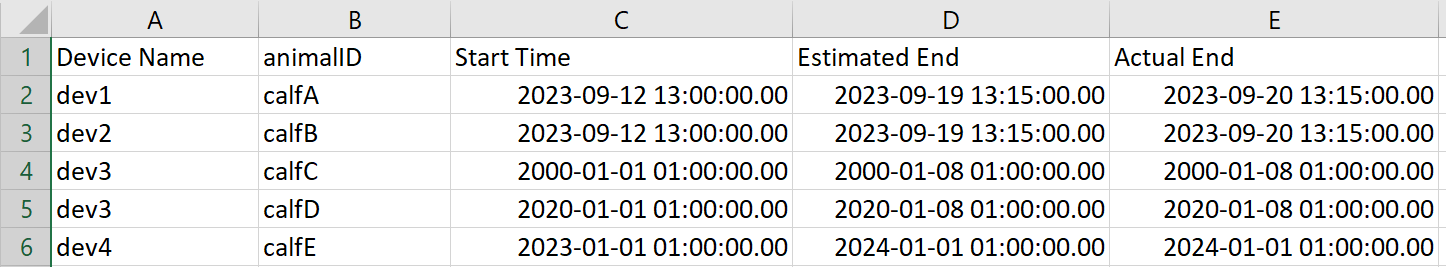 A B C D E
1 Device Name animalID Start Time Estimated End Actual End
2 dev1 calfA 2023-09-12 13:00:00.00 2023-09-19 13:15:00.00 2023-09-20 13:15:00.00
3 dev2 calfB 2023-09-12 13:00:00.00 2023-09-19 13:15:00.00 2023-09-20 13:15:00.00
4 dev3 calfC 2000-01-01 01:00:00.00 2000-01-08 01:00:00.00 2000-01-08 01:00:00.00
5 dev3 calfD 2020-01-01 01:00:00.00 2020-01-08 01:00:00.00 2020-01-08 01:00:00.00
6 dev4 calfE 2023-01-01 01:00:00.00 2024-01-01 01:00:00.00 2024-01-01 01:00:00.00